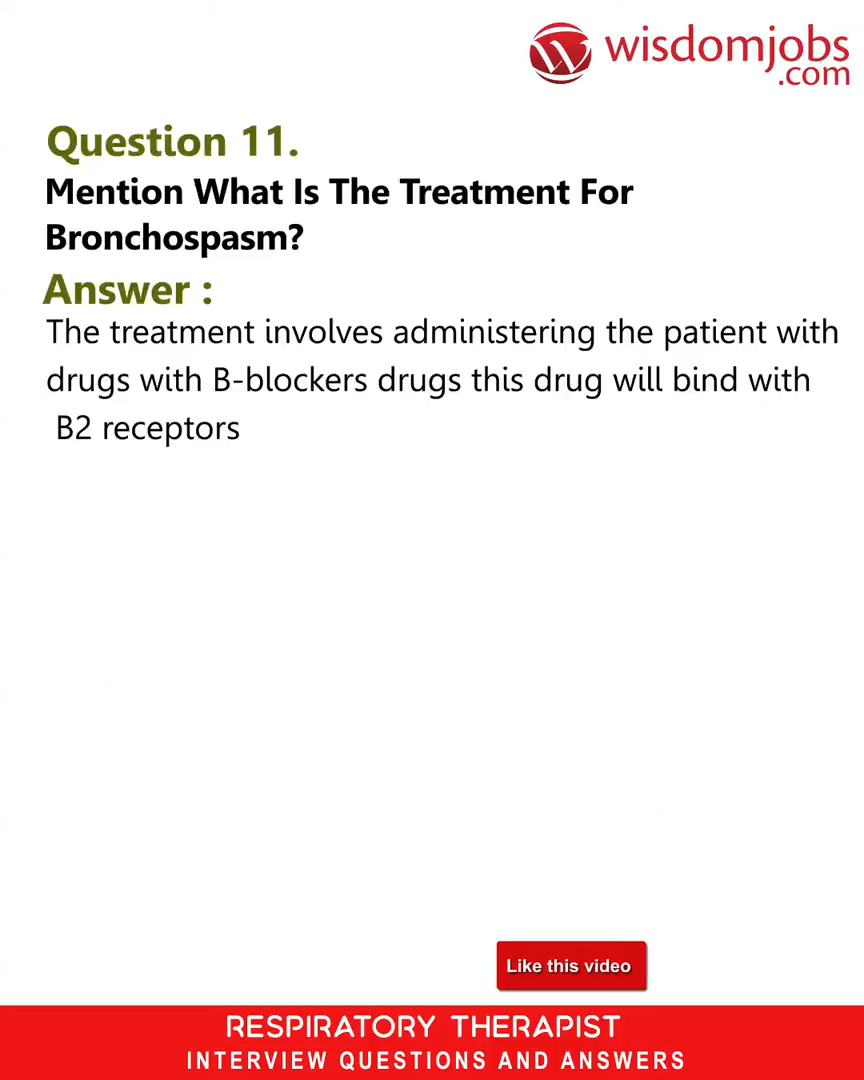 wisdomjobs
.com
Question 11.
Mention What Is The Treatment For
Bronchospasm?
Answer :
The treatment involves administering the patient with
drugs with B-blockers drugs this drug will bind with
B2 receptors
Like this video
RESPIRATORY THERAPIST
INTERVIEW QUESTIONS AND ANSWERS